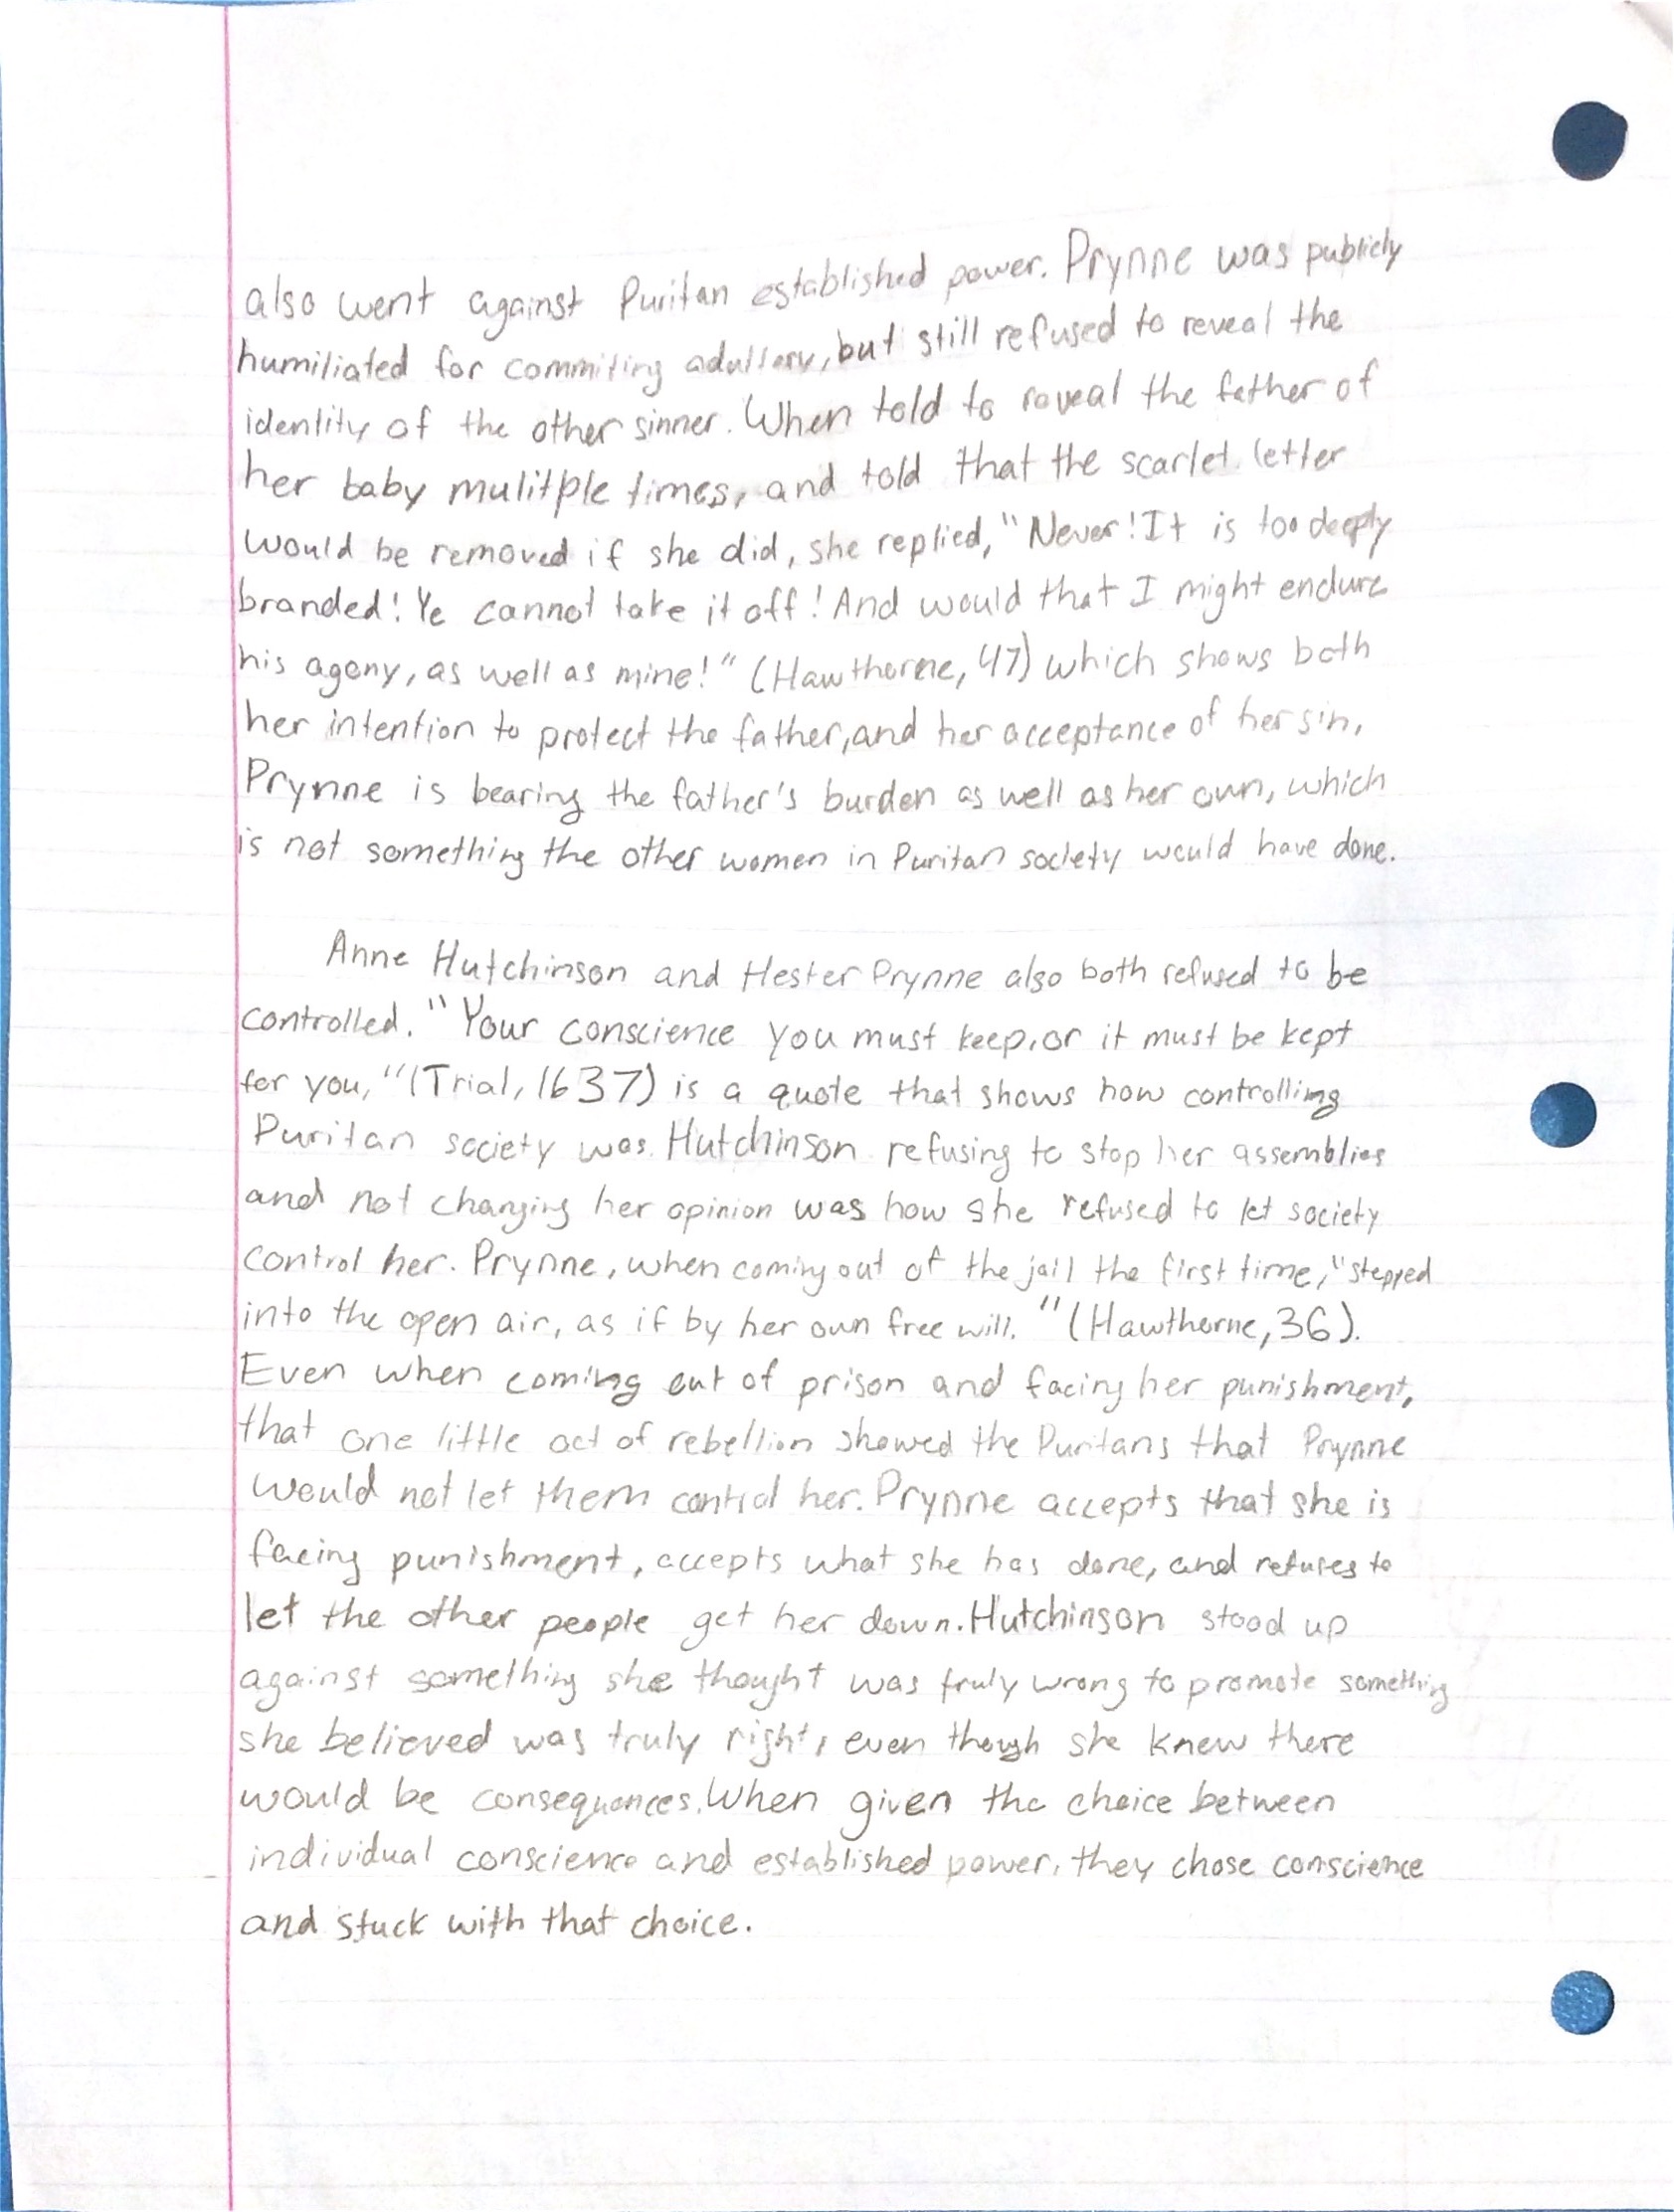 also went against Puritan established power. Prynne was publicly
humiliated for commiting adultery, but still refused to reveal the
identity of the other sinner. When told to reveal the father of
her baby mulitple times, and told that the scarlet letter
would be removed if she did, she replied, "Never! It is too deeply
branded! Ye cannot take it off! And would that I might endure
his agony, as well as mine!" (Hawthorne, 47) which shows both
her intention to protect the father, and her acceptance of her sin,
Prynne is bearing the father's burden as well as her own, which
is not something the other women in Puritan society would have done.
Anne Hutchinson and Hester Prynne also both refused to be
controlled. "Your conscience you must keep, or it must be kept
for you," (Trial, 1637) is a quote that shows how controlling
Puritan society was. Hutchinson refusing to stop her assemblies
and not changing her opinion was how she refused to let society
control her. Prynne, when coming out of the jail the first time, "stepped
into the open air, as if by her own free will." (Hawthorne, 36).
Even when coming out of prison and facing her punishment,
that one little act of rebellion showed the Puritans that Prynne
would not let them control her. Prynne accepts that she is
facing punishment, accepts what she has done, and refuses to
let the other people get her down. Hutchinson stood up
against something she thought was truly wrong to promote something
she believed was truly right, even though she knew there
would be consequences. When given the choice between
individual conscience and established power, they chose conscience
and stuck with that choice.